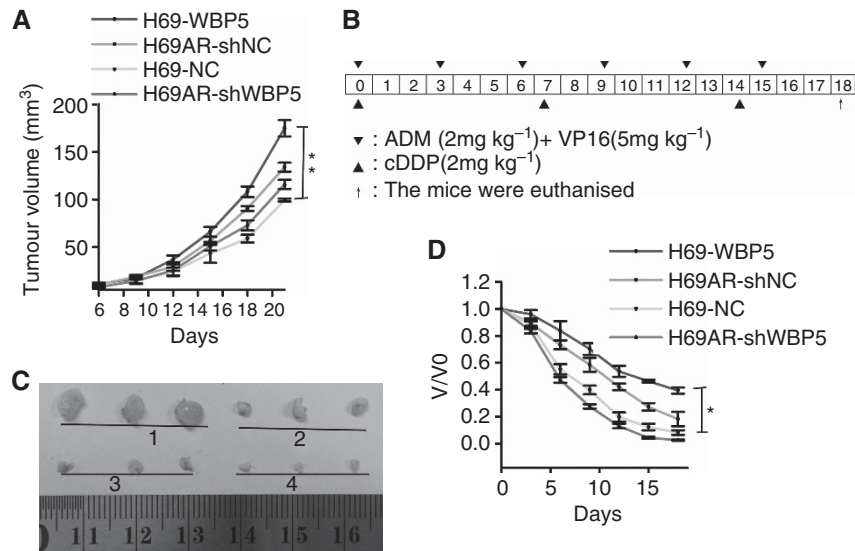 A
H69-WBP5
H69AR-shNC
H69-NC
H69AR-shWBP5
Tumour volume (mm³)
200
150
100
50
6 8 10 12 14 16 18 20
Days
* *
B
0 1 2 3 4 5 6 7 8 9 10 11 12 13 14 15 16 17 18
▼ : ADM (2mg kg⁻¹)+ VP16(5mg kg⁻¹)
▲ : cDDP(2mg kg⁻¹)
↑ : The mice were euthanised
C
1 2
3 4
0 1 11 12 13 14 15 16
D
H69-WBP5
H69AR-shNC
H69-NC
H69AR-shWBP5
V/V0
1.2
1.0
0.8
0.6
0.4
0.2
0.0
0 5 10 15
Days
*